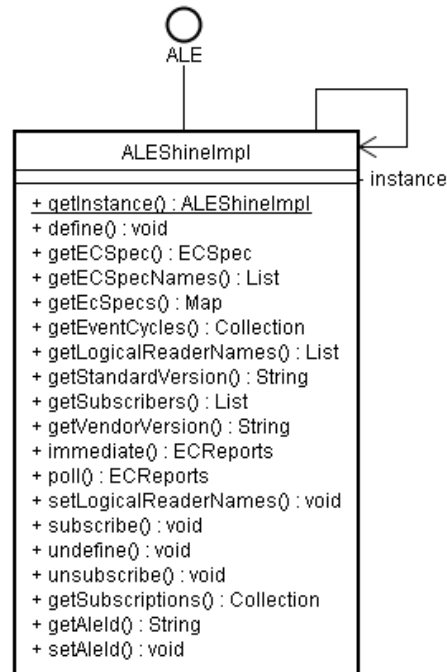 ALE
ALEShineImpl
- instance
+ getInstance() : ALEShineImpl
+ define() : void
+ getECSpec() : ECSpec
+ getECSpecNames() : List
+ getEcSpecs() : Map
+ getEventCycles() : Collection
+ getLogicalReaderNames() : List
+ getStandardVersion() : String
+ getSubscribers() : List
+ getVendorVersion() : String
+ immediate() : ECReports
+ poll() : ECReports
+ setLogicalReaderNames() : void
+ subscribe() : void
+ undefine() : void
+ unsubscribe() : void
+ getSubscriptions() : Collection
+ getAleId() : String
+ setAleId() : void